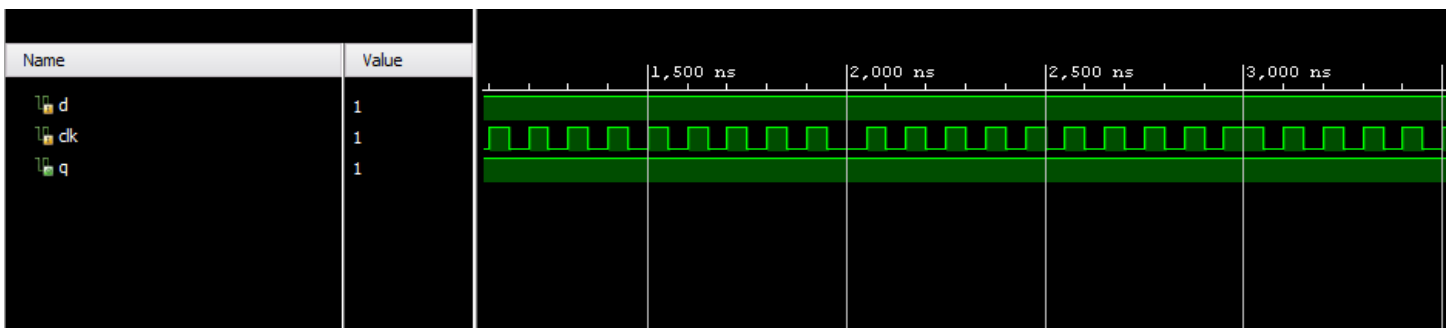 Name Value
1,500 ns 2,000 ns 2,500 ns 3,000 ns
d 1
clk 1
q 1